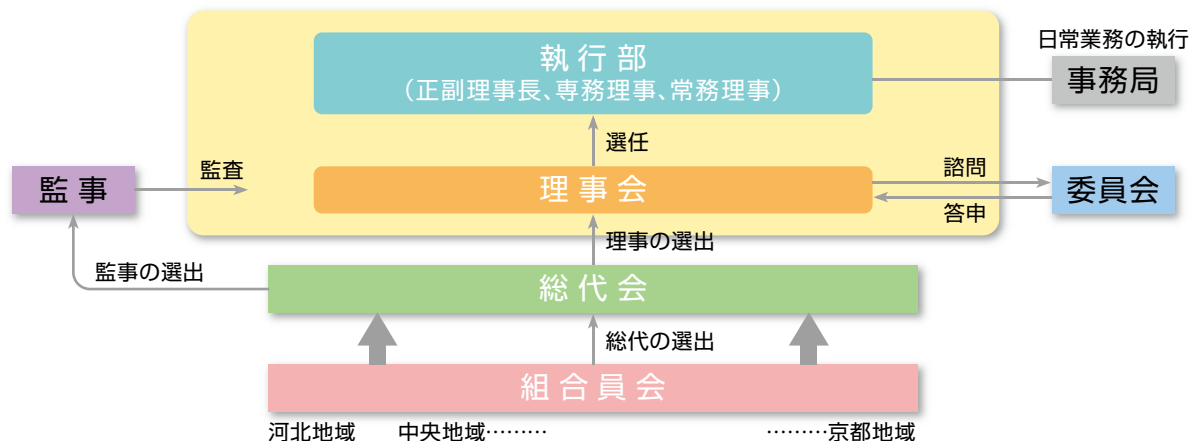 日常業務の執行
執行部
（正副理事長、専務理事、常務理事）
事務局
選任
監事
監査
理事会
諮問
答申
委員会
理事の選出
監事の選出
総代会
総代の選出
組合員会
河北地域 中央地域……… ………京都地域